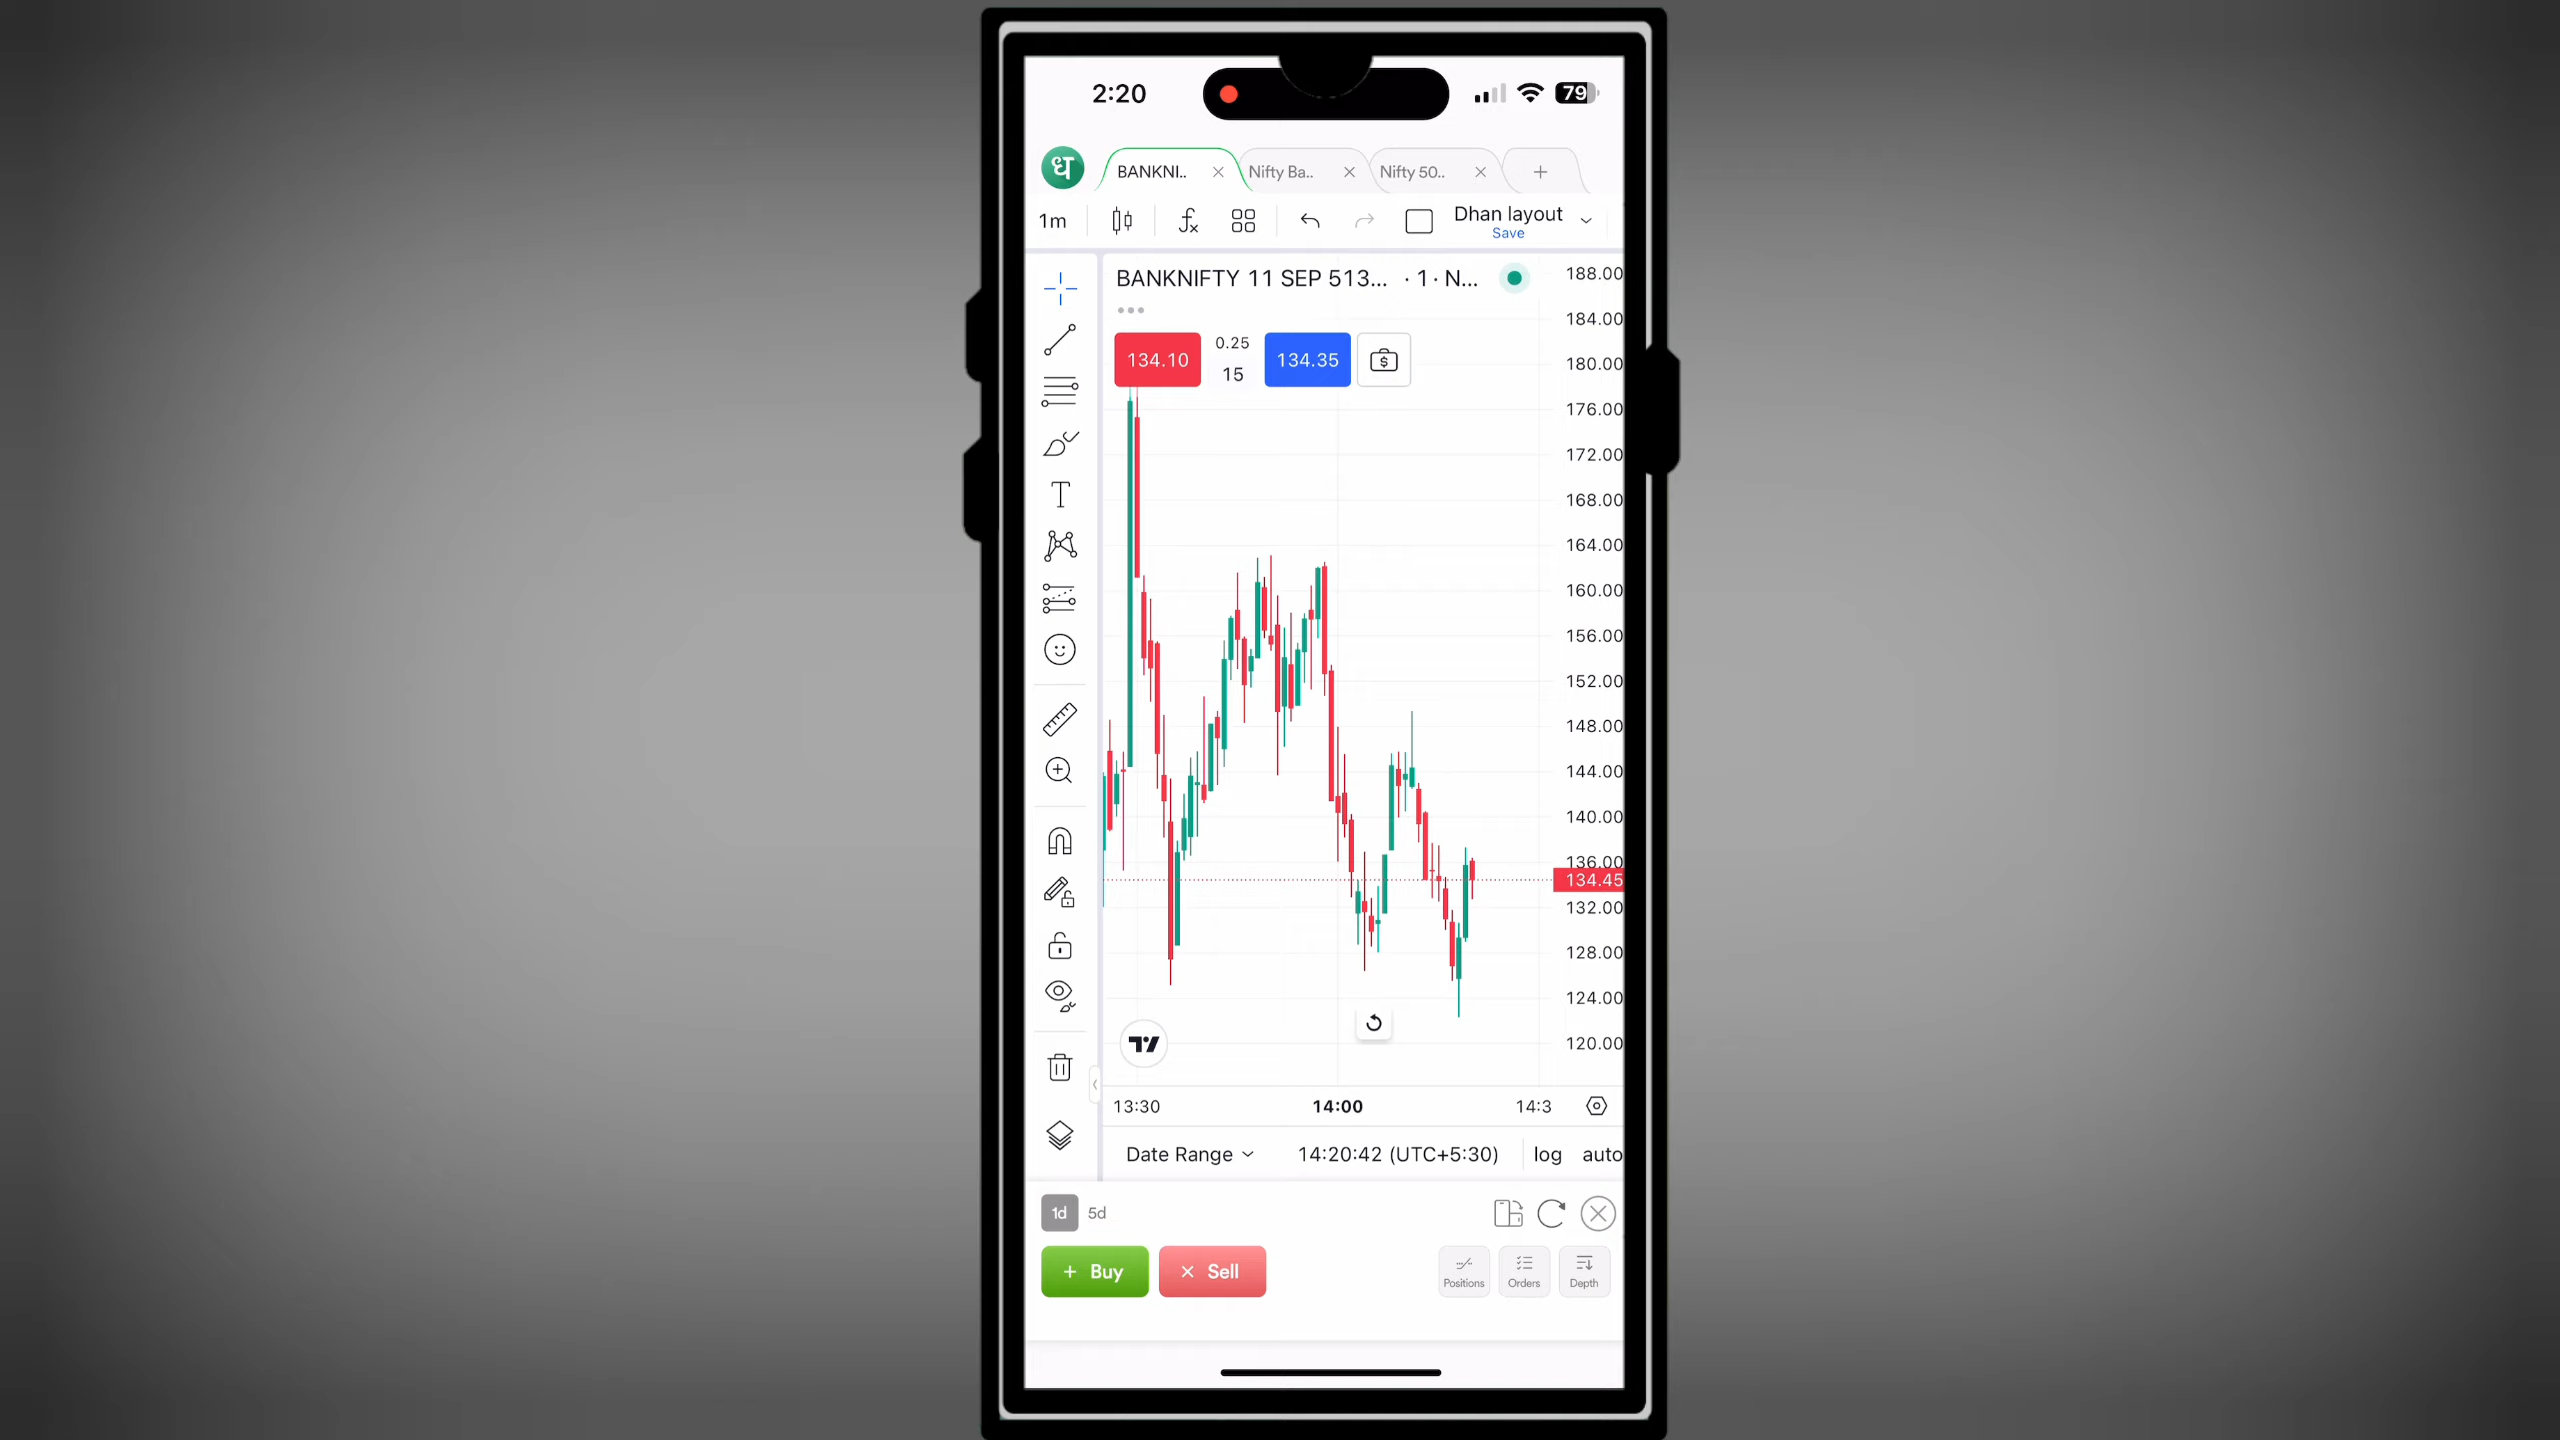 2:20
79
ध
BANKNI.. Nifty Ba.. Nifty 50..
1m
Dhan layout
Save
BANKNIFTY 11 SEP 513... · 1 · N...
134.10
0.25
15
134.35
188.00
184.00
180.00
176.00
172.00
168.00
164.00
160.00
156.00
152.00
148.00
144.00
140.00
136.00
134.45
132.00
128.00
124.00
120.00
13:30 14:00 14:3
Date Range 14:20:42 (UTC+5:30) log auto
1d 5d
+ Buy × Sell
Positions Orders Depth